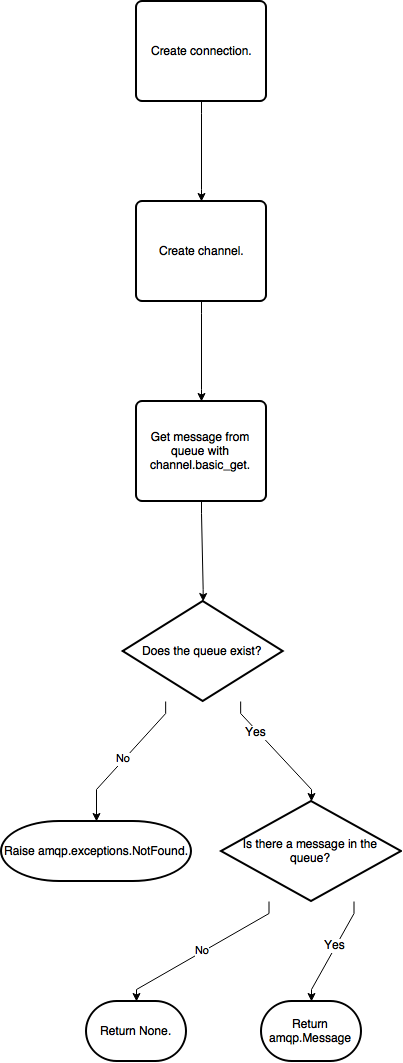 Create connection.
Create channel.
Get message from
queue with
channel.basic_get.
Does the queue exist?
No
Yes
Raise amqp.exceptions.NotFound.
Is there a message in the
queue?
No
Yes
Return None.
Return
amqp.Message